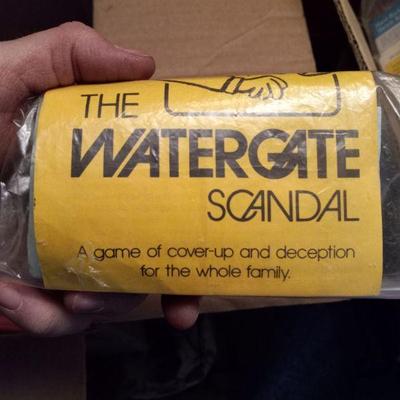 THE
WATERGATE
SCANDAL
A game of cover-up and deception
for the whole family.